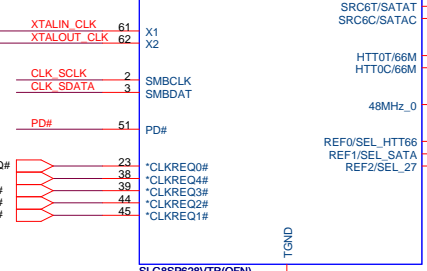 SRC6T/SATAT
SRC6C/SATAC
XTALIN_CLK 61 X1
XTALOUT_CLK 62 X2
HTT0T/66M
HTT0C/66M
CLK_SCLK 2 SMBCLK
CLK_SDATA 3 SMBDAT
48MHz_0
PD# 51 PD#
REF0/SEL_HTT66
REF1/SEL_SATA
REF2/SEL_27
Q# 23 *CLKREQ0#
38 *CLKREQ4#
# 39 *CLKREQ3#
# 44 *CLKREQ2#
# 45 *CLKREQ1#
TGND